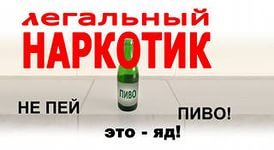 легальный
НАРКОТИК
ПИВО
НЕ ПЕЙ
ПИВО!
это - яд!